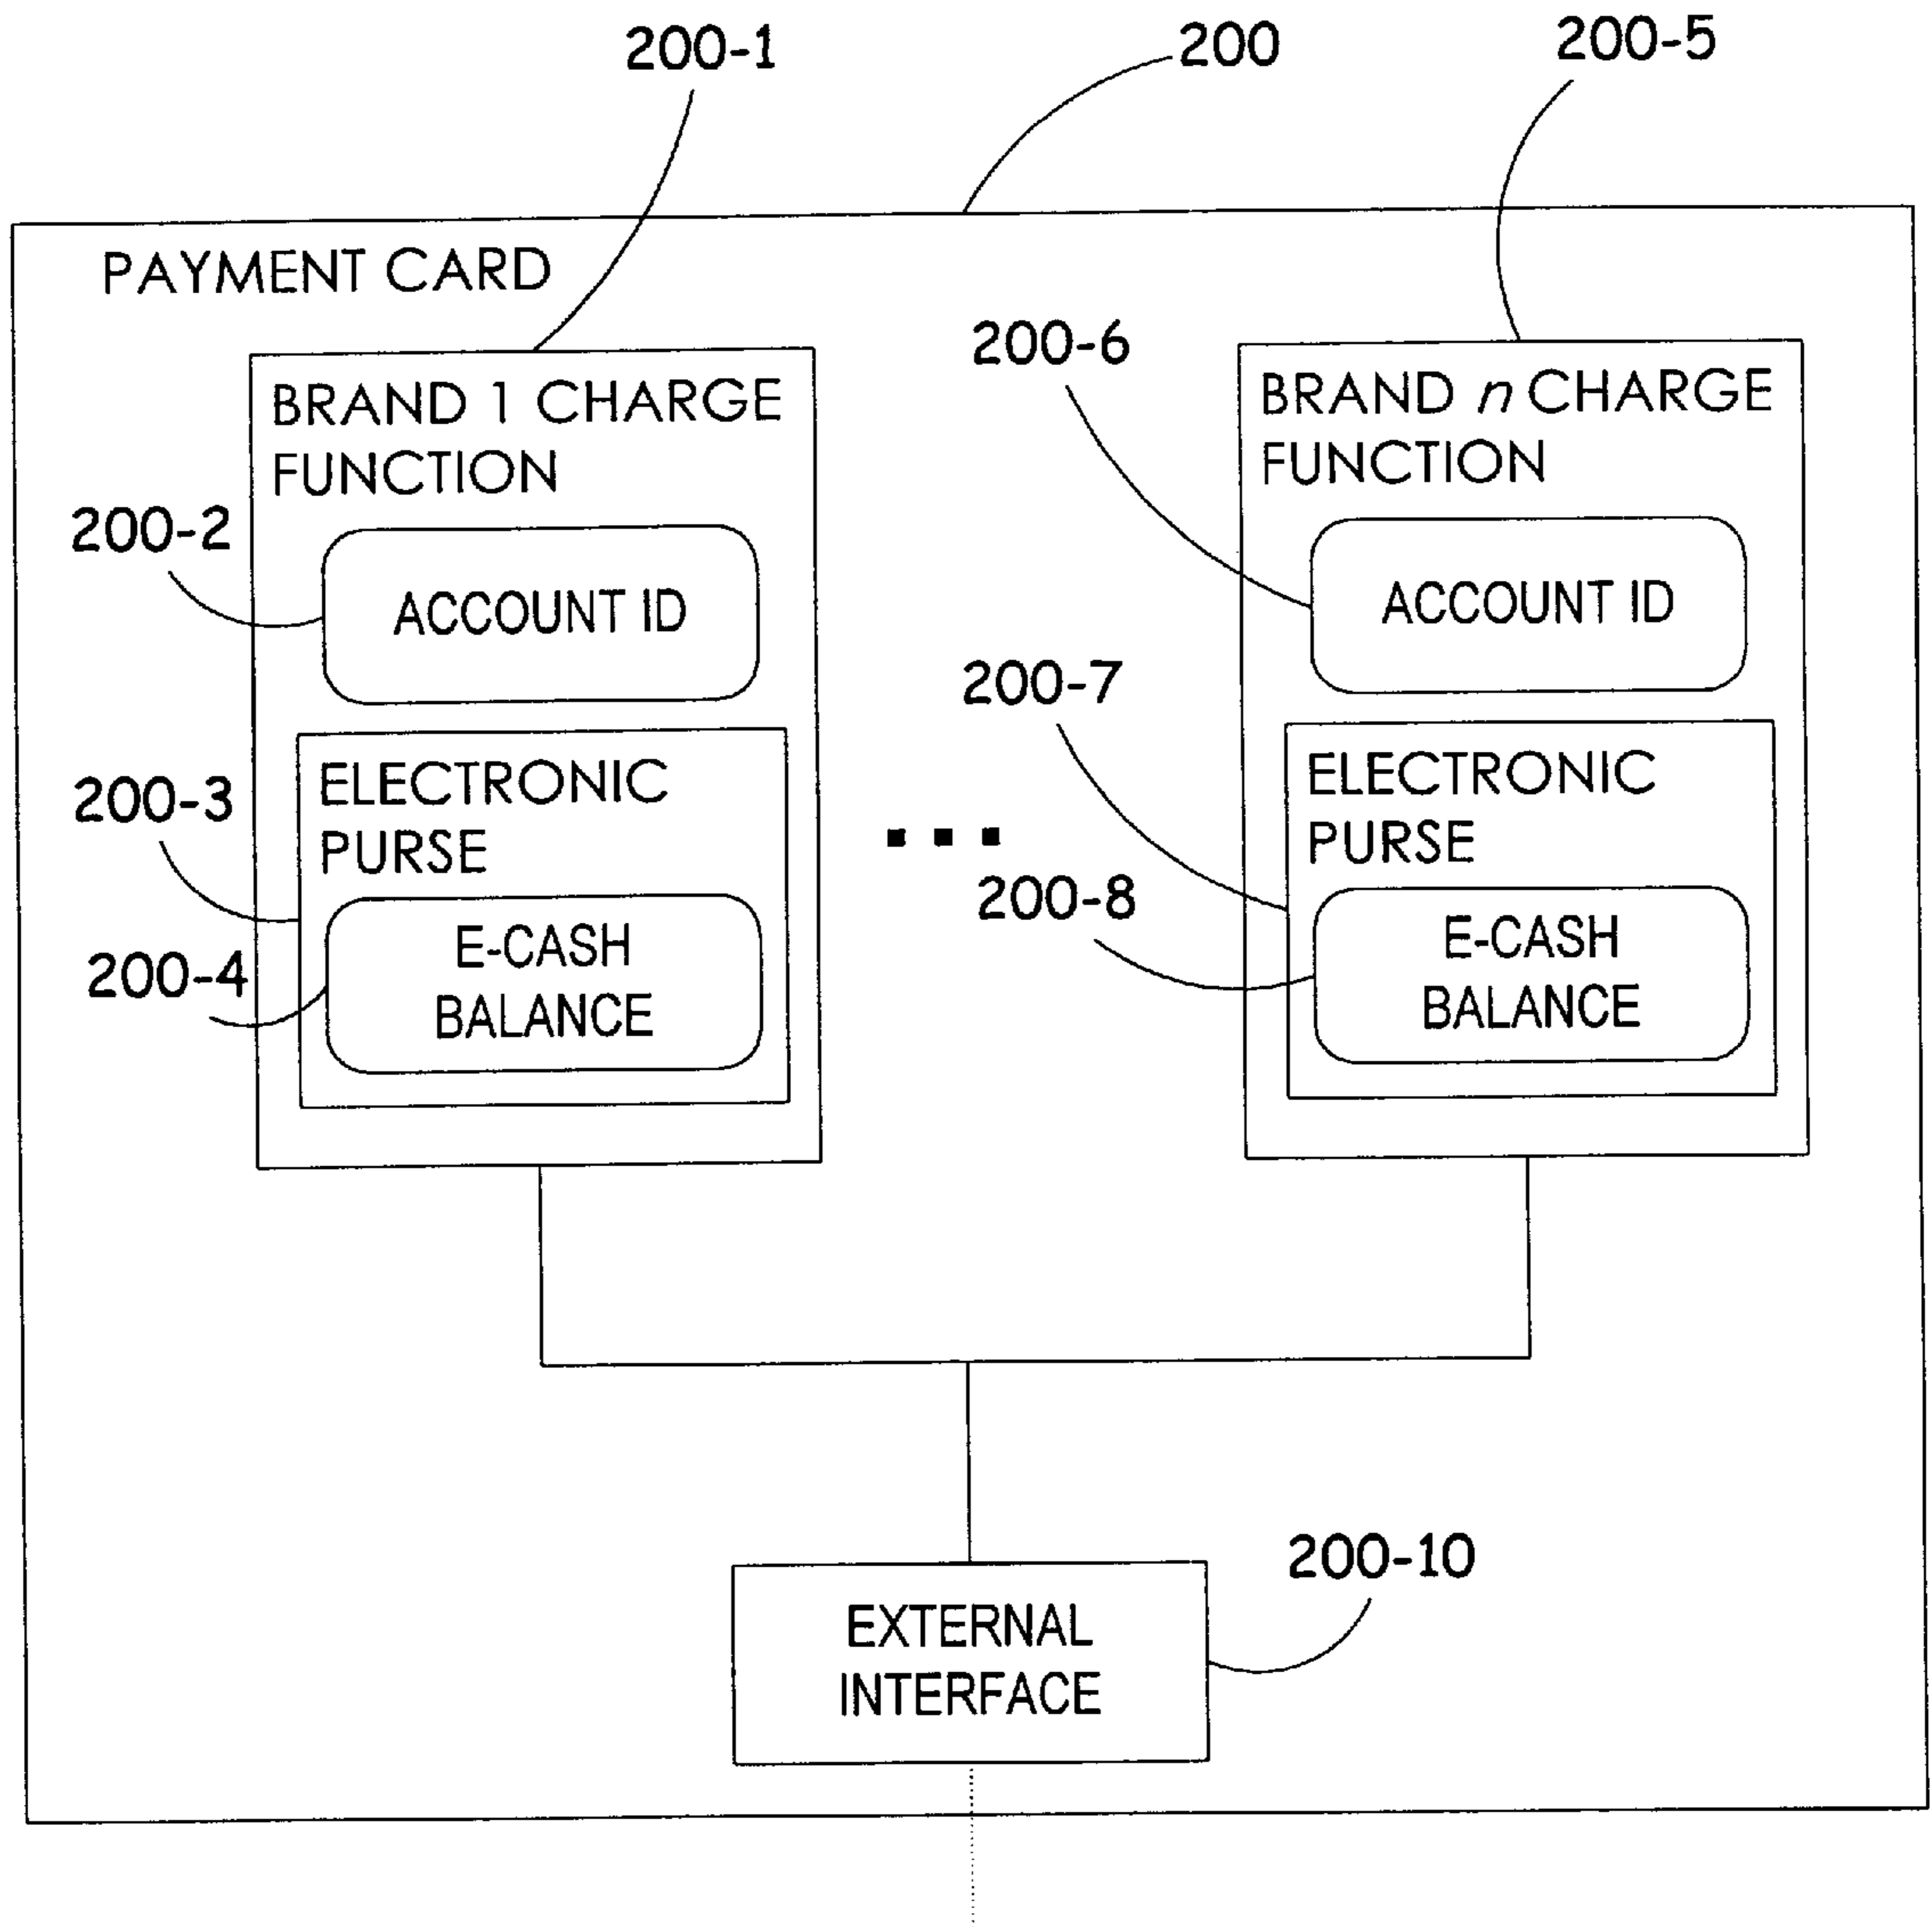 200-1
200
200-5
PAYMENT CARD
200-6
BRAND 1 CHARGE
FUNCTION
BRAND n CHARGE
FUNCTION
200-2
ACCOUNT ID
ACCOUNT ID
200-7
200-3
ELECTRONIC
PURSE
ELECTRONIC
PURSE
200-8
200-4
E-CASH
BALANCE
E-CASH
BALANCE
200-10
EXTERNAL
INTERFACE